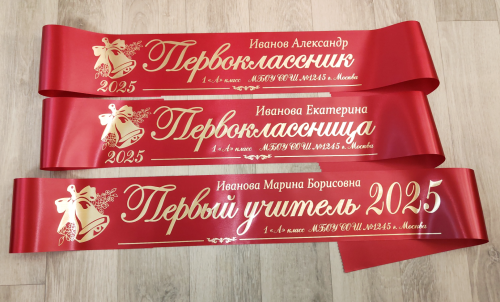 Иванов Александр
Первоклассник
1 «А» класс МБОУ СОШ №1245 г. Москва
2025
Иванова Екатерина
Первоклассница
1 «А» класс МБОУ СОШ №1245 г. Москва
2025
Иванова Марина Борисовна
Первый учитель 2025
1 «А» класс МБОУ СОШ №1245 г. Москва